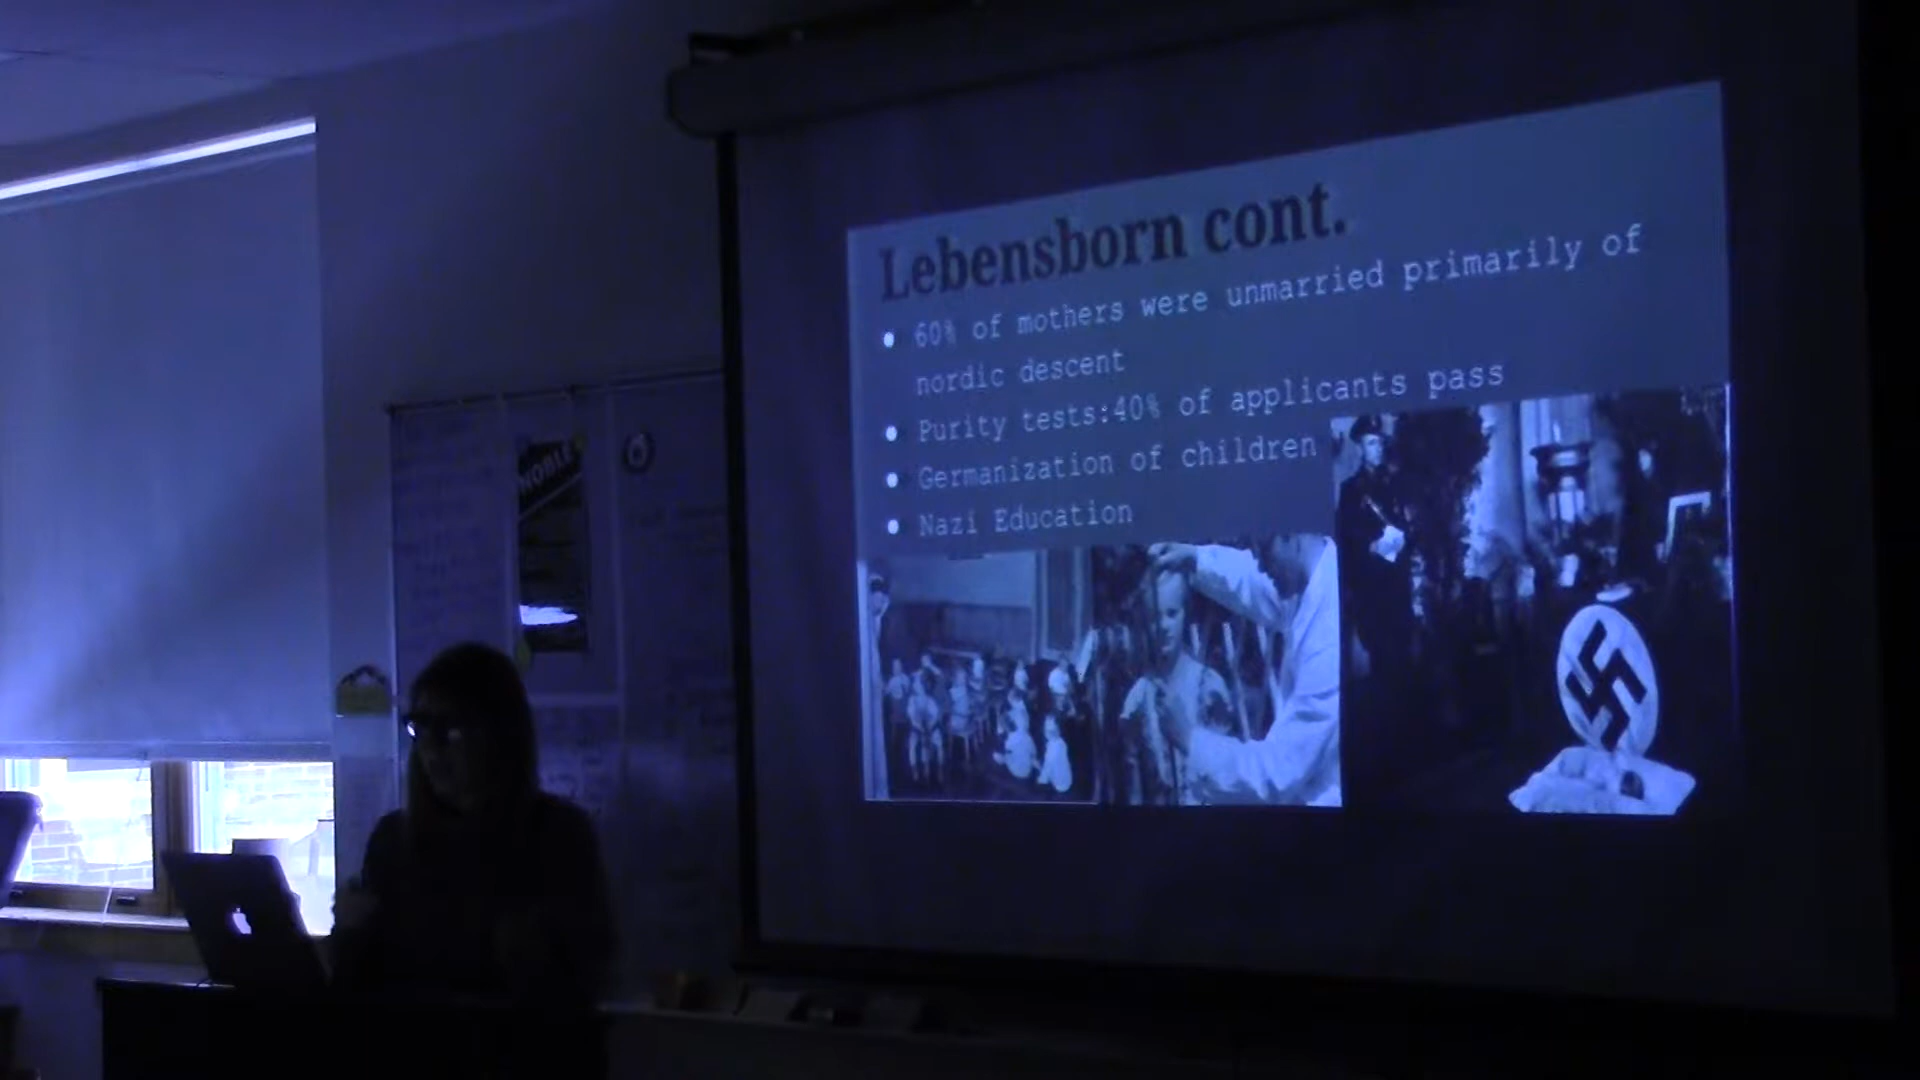 NOBLE
Lebensborn cont.
60% of mothers were unmarried primarily of
nordic descent
Purity tests:40% of applicants pass
Germanization of children
Nazi Education